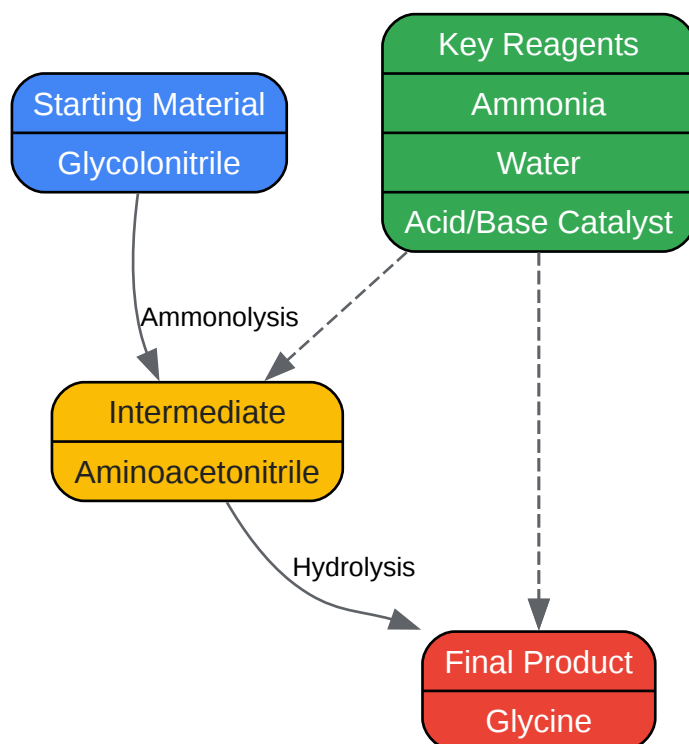 Starting Material
Glycolonitrile
Key Reagents
Ammonia
Water
Acid/Base Catalyst
Ammonolysis
Intermediate
Aminoacetonitrile
Hydrolysis
Final Product
Glycine